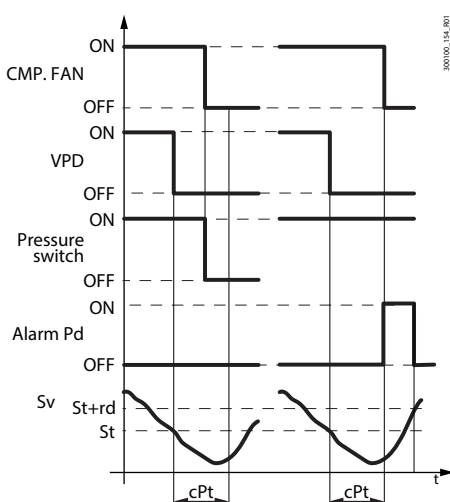 300100_154_R01
ON
CMP. FAN
OFF
ON
VPD
OFF
ON
Pressure
switch
OFF
ON
Alarm Pd
OFF
Sv
St+rd
St
t
cPt
cPt